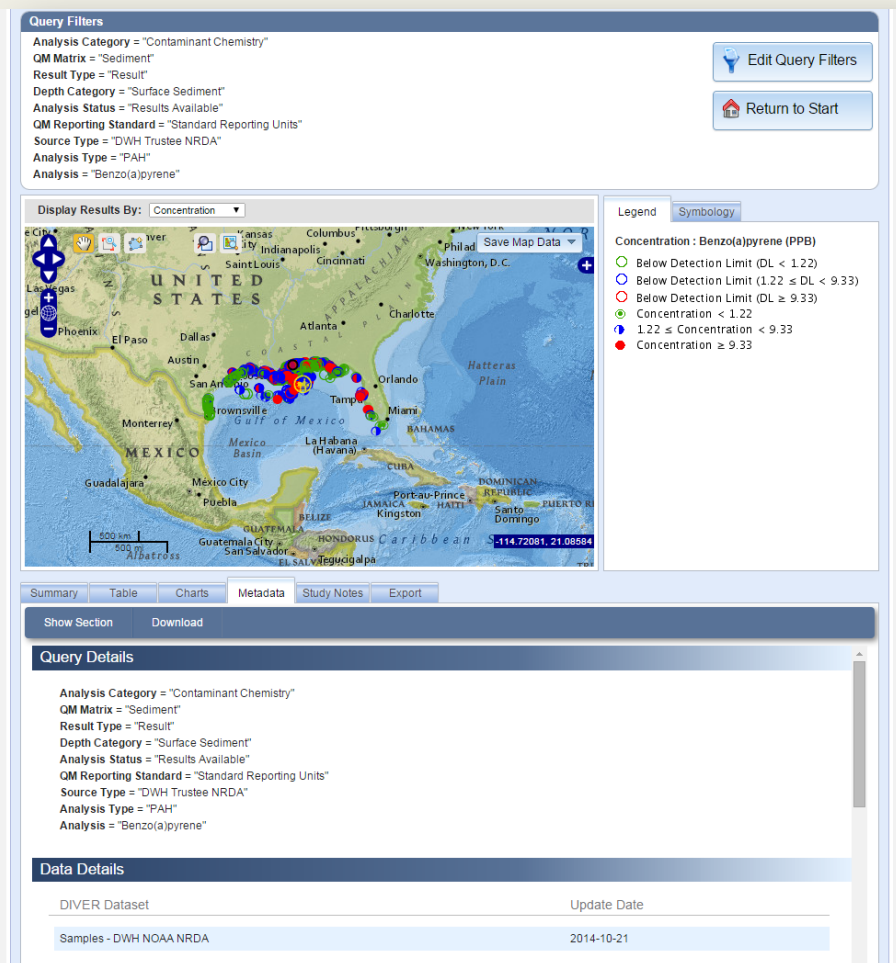 Query Filters
Analysis Category = "Contaminant Chemistry"
QM Matrix = "Sediment"
Result Type = "Result"
Depth Category = "Surface Sediment"
Analysis Status = "Results Available"
QM Reporting Standard = "Standard Reporting Units"
Source Type = "DWH Trustee NRDA"
Analysis Type = "PAH"
Analysis = "Benzo(a)pyrene"
Edit Query Filters
Return to Start
Display Results By: Concentration
Save Map Data
Kansas
Columbus
Indianapolis
Cincinnati
Saint Louis
Washington, D.C.
UNITED
STATES
APPALACHIAN
Las Vegas
Phoenix
El Paso
Dallas
Atlanta
Charlotte
COASTAL PLAIN
Austin
Hatteras
Plain
Orlando
Miami
Monterrey
Gulf of Mexico
BAHAMAS
Mexico
Basin
La Habana
(Havana)
MEXICO
CUBA
Guadalajara
México City
Puebla
DOMINICAN
REPUBLIC
Port-au-Prince
JAMAICA
HAITI
Kingston
Santo
Domingo
BELIZE
GUATEMALA
Guatemala City
HONDORUS
San Salvador
Tegucigalpa
Caribbean
500 km
500 mi
Albatross
-114.72081, 21.08584
Legend
Symbology
Concentration : Benzo(a)pyrene (PPB)
Below Detection Limit (DL < 1.22)
Below Detection Limit (1.22 ≤ DL < 9.33)
Below Detection Limit (DL ≥ 9.33)
Concentration < 1.22
1.22 ≤ Concentration < 9.33
Concentration ≥ 9.33
Summary Table Charts Metadata Study Notes Export
Show Section Download
Query Details
Analysis Category = "Contaminant Chemistry"
QM Matrix = "Sediment"
Result Type = "Result"
Depth Category = "Surface Sediment"
Analysis Status = "Results Available"
QM Reporting Standard = "Standard Reporting Units"
Source Type = "DWH Trustee NRDA"
Analysis Type = "PAH"
Analysis = "Benzo(a)pyrene"
Data Details
DIVER Dataset Update Date
Samples - DWH NOAA NRDA 2014-10-21